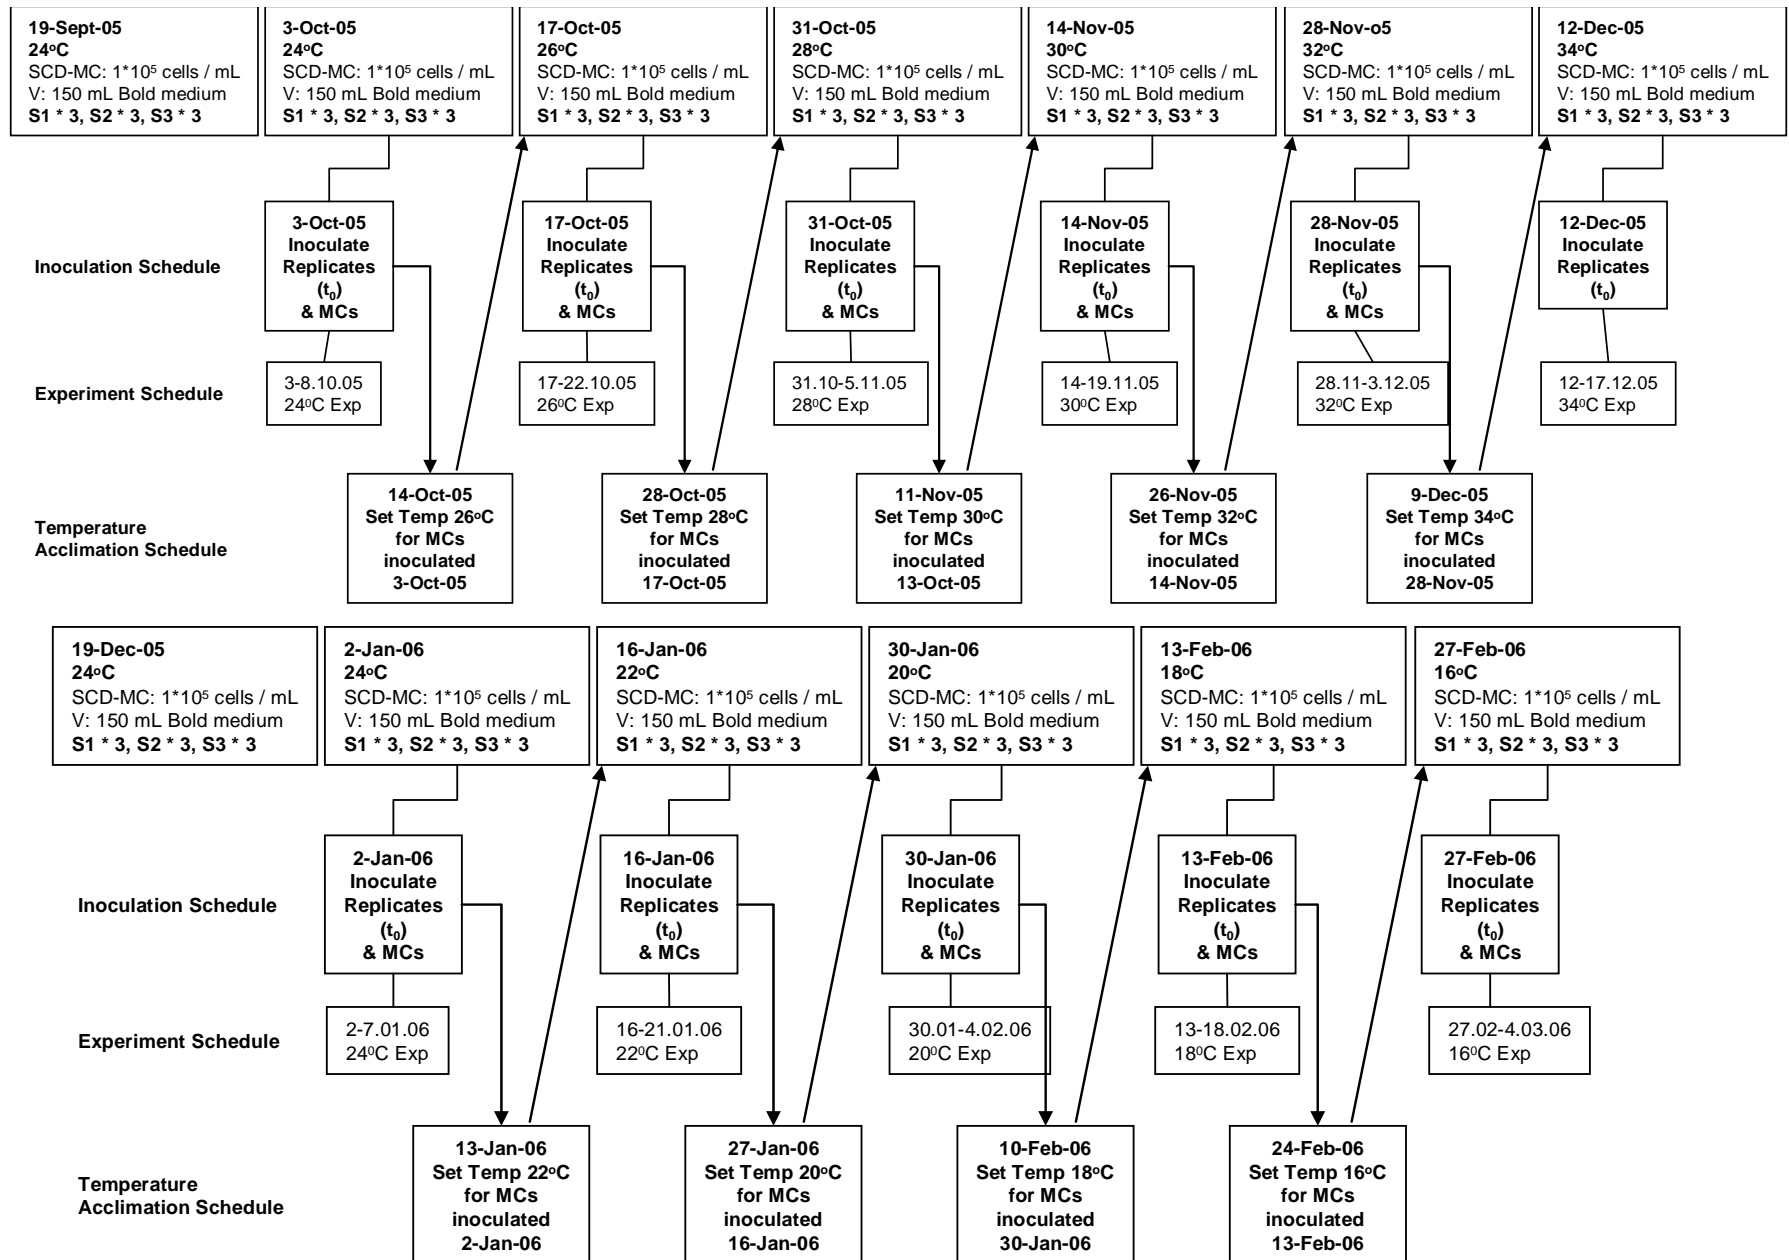 19-Sept-05
24ºC
SCD-MC: 1*10⁵ cells / mL
V: 150 mL Bold medium
S1 * 3, S2 * 3, S3 * 3
3-Oct-05
24ºC
SCD-MC: 1*10⁵ cells / mL
V: 150 mL Bold medium
S1 * 3, S2 * 3, S3 * 3
17-Oct-05
26ºC
SCD-MC: 1*10⁵ cells / mL
V: 150 mL Bold medium
S1 * 3, S2 * 3, S3 * 3
31-Oct-05
28ºC
SCD-MC: 1*10⁵ cells / mL
V: 150 mL Bold medium
S1 * 3, S2 * 3, S3 * 3
14-Nov-05
30ºC
SCD-MC: 1*10⁵ cells / mL
V: 150 mL Bold medium
S1 * 3, S2 * 3, S3 * 3
28-Nov-o5
32ºC
SCD-MC: 1*10⁵ cells / mL
V: 150 mL Bold medium
S1 * 3, S2 * 3, S3 * 3
12-Dec-05
34ºC
SCD-MC: 1*10⁵ cells / mL
V: 150 mL Bold medium
S1 * 3, S2 * 3, S3 * 3
Inoculation Schedule
3-Oct-05
Inoculate
Replicates
(t₀)
& MCs
17-Oct-05
Inoculate
Replicates
(t₀)
& MCs
31-Oct-05
Inoculate
Replicates
(t₀)
& MCs
14-Nov-05
Inoculate
Replicates
(t₀)
& MCs
28-Nov-05
Inoculate
Replicates
(t₀)
& MCs
12-Dec-05
Inoculate
Replicates
(t₀)
Experiment Schedule
3-8.10.05
24⁰C Exp
17-22.10.05
26⁰C Exp
31.10-5.11.05
28⁰C Exp
14-19.11.05
30⁰C Exp
28.11-3.12.05
32⁰C Exp
12-17.12.05
34⁰C Exp
Temperature
Acclimation Schedule
14-Oct-05
Set Temp 26ºC
for MCs
inoculated
3-Oct-05
28-Oct-05
Set Temp 28ºC
for MCs
inoculated
17-Oct-05
11-Nov-05
Set Temp 30ºC
for MCs
inoculated
13-Oct-05
26-Nov-05
Set Temp 32ºC
for MCs
inoculated
14-Nov-05
9-Dec-05
Set Temp 34ºC
for MCs
inoculated
28-Nov-05
19-Dec-05
24ºC
SCD-MC: 1*10⁵ cells / mL
V: 150 mL Bold medium
S1 * 3, S2 * 3, S3 * 3
2-Jan-06
24ºC
SCD-MC: 1*10⁵ cells / mL
V: 150 mL Bold medium
S1 * 3, S2 * 3, S3 * 3
16-Jan-06
22ºC
SCD-MC: 1*10⁵ cells / mL
V: 150 mL Bold medium
S1 * 3, S2 * 3, S3 * 3
30-Jan-06
20ºC
SCD-MC: 1*10⁵ cells / mL
V: 150 mL Bold medium
S1 * 3, S2 * 3, S3 * 3
13-Feb-06
18ºC
SCD-MC: 1*10⁵ cells / mL
V: 150 mL Bold medium
S1 * 3, S2 * 3, S3 * 3
27-Feb-06
16ºC
SCD-MC: 1*10⁵ cells / mL
V: 150 mL Bold medium
S1 * 3, S2 * 3, S3 * 3
Inoculation Schedule
2-Jan-06
Inoculate
Replicates
(t₀)
& MCs
16-Jan-06
Inoculate
Replicates
(t₀)
& MCs
30-Jan-06
Inoculate
Replicates
(t₀)
& MCs
13-Feb-06
Inoculate
Replicates
(t₀)
& MCs
27-Feb-06
Inoculate
Replicates
(t₀)
& MCs
Experiment Schedule
2-7.01.06
24⁰C Exp
16-21.01.06
22⁰C Exp
30.01-4.02.06
20⁰C Exp
13-18.02.06
18⁰C Exp
27.02-4.03.06
16⁰C Exp
Temperature
Acclimation Schedule
13-Jan-06
Set Temp 22ºC
for MCs
inoculated
2-Jan-06
27-Jan-06
Set Temp 20ºC
for MCs
inoculated
16-Jan-06
10-Feb-06
Set Temp 18ºC
for MCs
inoculated
30-Jan-06
24-Feb-06
Set Temp 16ºC
for MCs
inoculated
13-Feb-06